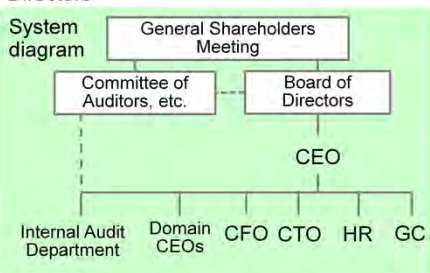 System
diagram
General Shareholders
Meeting
Committee of
Auditors, etc.
Board of
Directors
CEO
Internal Audit
Department
Domain
CEOs
CFO
CTO
HR
GC